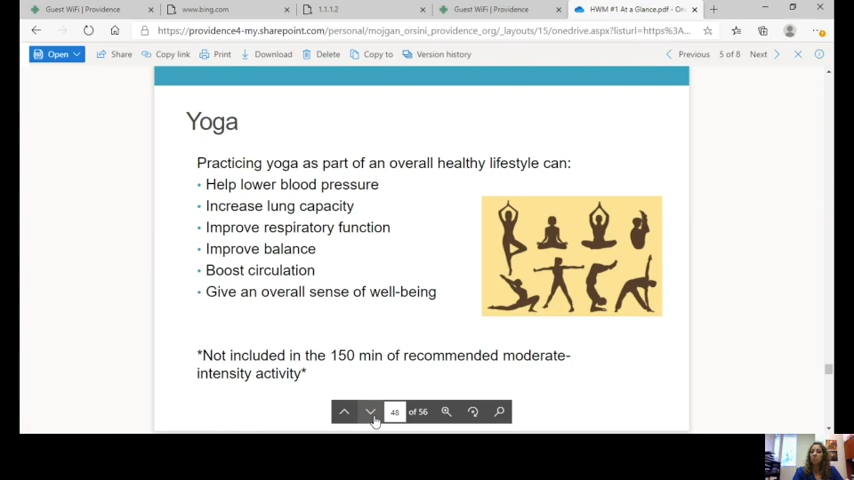 Guest WiFi | Providence
www.bing.com
1.1.1.2
Guest WiFi | Providence
HWM #1 At a Glance.pdf - On
https://providence4-my.sharepoint.com/personal/mojgan_orsini_providence_org/_layouts/15/onedrive.aspx?listurl=https%3A...
Open
Share
Copy link
Print
Download
Delete
Copy to
Version history
Previous
5 of 8
Next
Yoga
Practicing yoga as part of an overall healthy lifestyle can:
• Help lower blood pressure
• Increase lung capacity
• Improve respiratory function
• Improve balance
• Boost circulation
• Give an overall sense of well-being
*Not included in the 150 min of recommended moderate-
intensity activity*
48 of 56